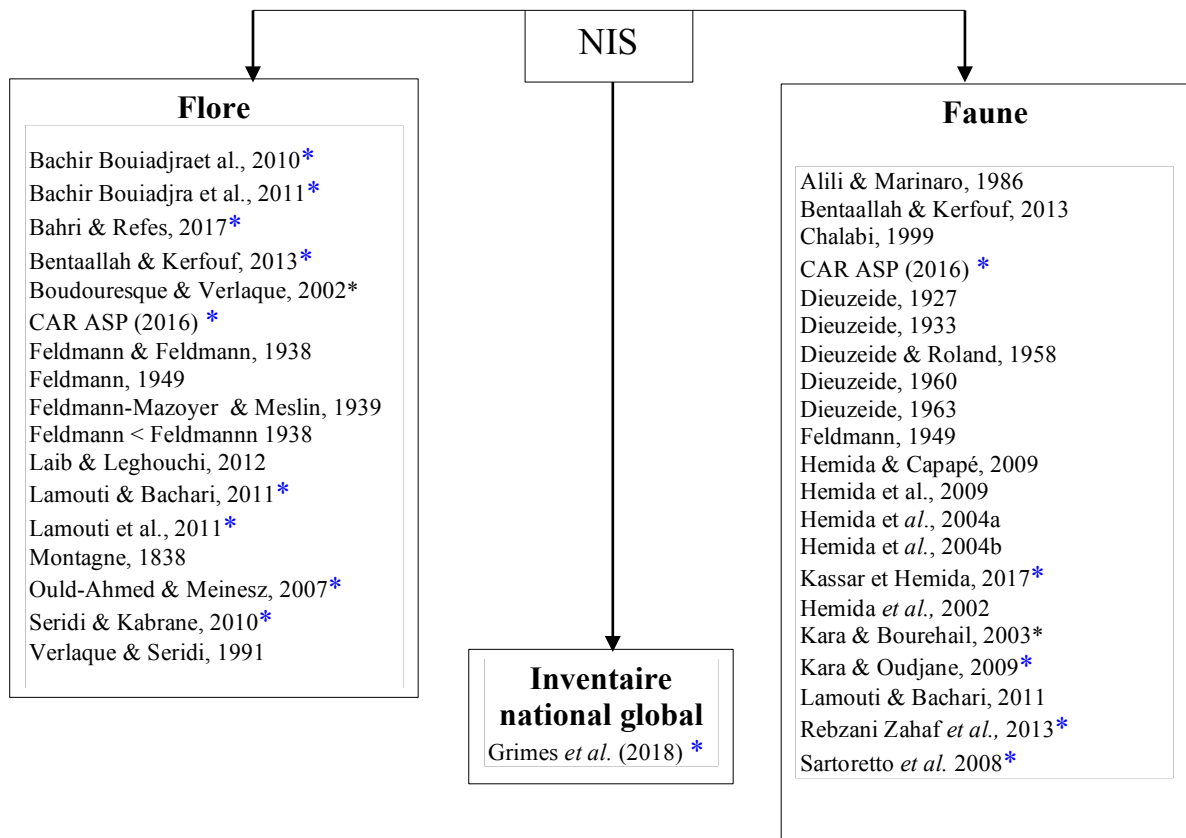 NIS
Flore
Bachir Bouiadjraet al., 2010*
Bachir Bouiadjra et al., 2011*
Bahri & Refes, 2017*
Bentaallah & Kerfouf, 2013*
Boudouresque & Verlaque, 2002*
CAR ASP (2016) *
Feldmann & Feldmann, 1938
Feldmann, 1949
Feldmann-Mazoyer & Meslin, 1939
Feldmann < Feldmannn 1938
Laib & Leghouchi, 2012
Lamouti & Bachari, 2011*
Lamouti et al., 2011*
Montagne, 1838
Ould-Ahmed & Meinesz, 2007*
Seridi & Kabrane, 2010*
Verlaque & Seridi, 1991
Inventaire
national global
Grimes et al. (2018) *
Faune
Alili & Marinaro, 1986
Bentaallah & Kerfouf, 2013
Chalabi, 1999
CAR ASP (2016) *
Dieuzeide, 1927
Dieuzeide, 1933
Dieuzeide & Roland, 1958
Dieuzeide, 1960
Dieuzeide, 1963
Feldmann, 1949
Hemida & Capapé, 2009
Hemida et al., 2009
Hemida et al., 2004a
Hemida et al., 2004b
Kassar et Hemida, 2017*
Hemida et al., 2002
Kara & Bourehail, 2003*
Kara & Oudjane, 2009*
Lamouti & Bachari, 2011
Rebzani Zahaf et al., 2013*
Sartoretto et al. 2008*